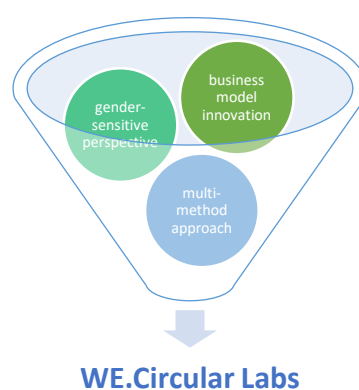 business
model
innovation
gender-
sensitive
perspective
multi-
method
approach
WE.Circular Labs